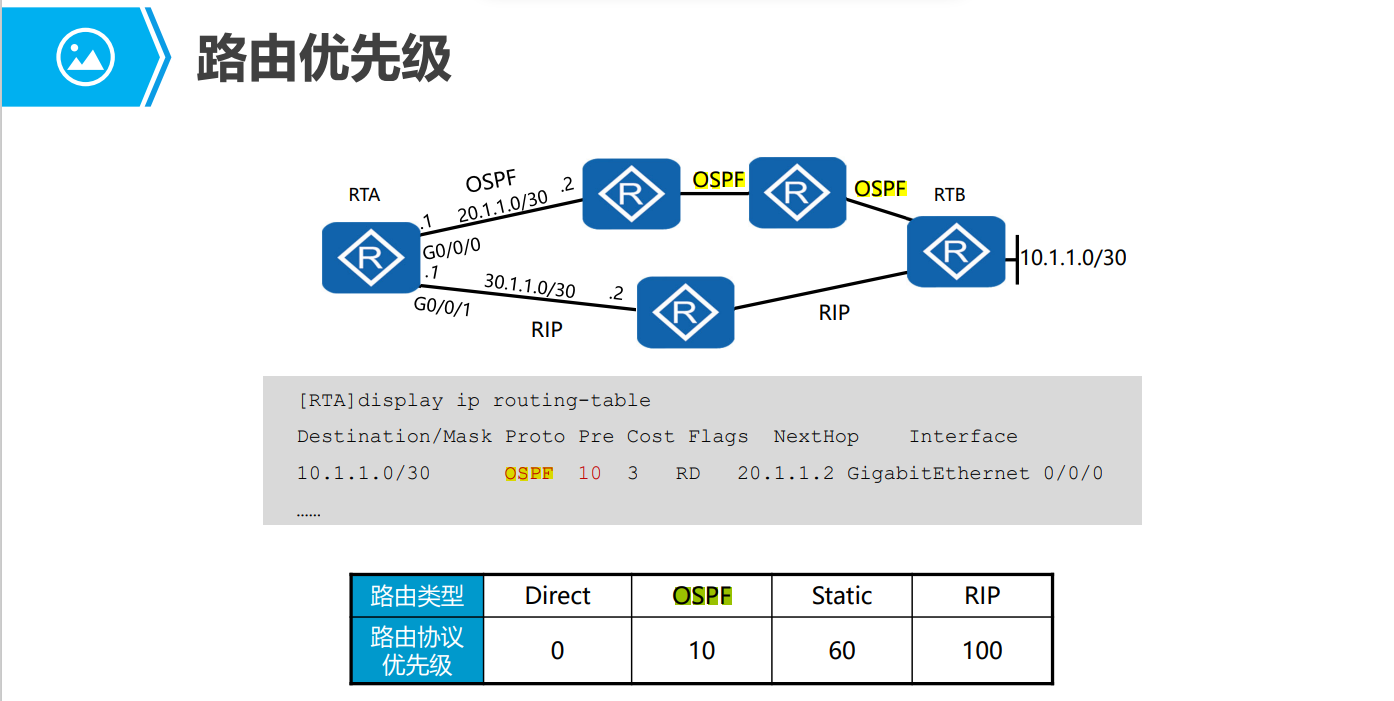 路由优先级
RTA
OSPF
20.1.1.0/30
.2
.1
G0/0/0
OSPF
OSPF
RTB
R
R
R
R
10.1.1.0/30
.1
30.1.1.0/30
.2
G0/0/1
RIP
R
RIP
[RTA]display ip routing-table
Destination/Mask Proto Pre Cost Flags NextHop Interface
10.1.1.0/30 OSPF 10 3 RD 20.1.1.2 GigabitEthernet 0/0/0
……
路由类型 Direct OSPF Static RIP
路由协议
优先级 0 10 60 100